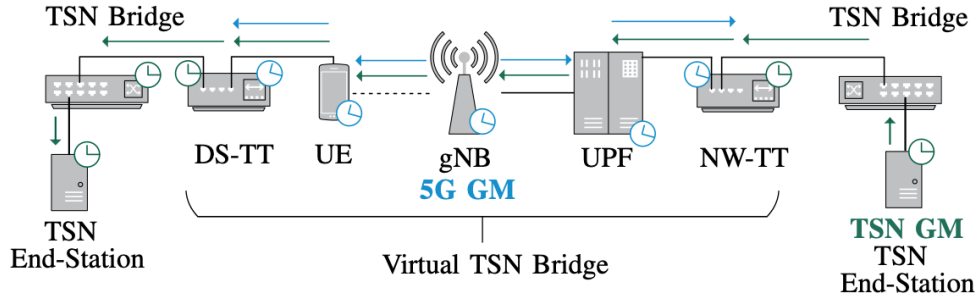 TSN Bridge
TSN Bridge
DS-TT
UE
gNB
UPF
NW-TT
5G GM
TSN
End-Station
TSN GM
TSN
End-Station
Virtual TSN Bridge